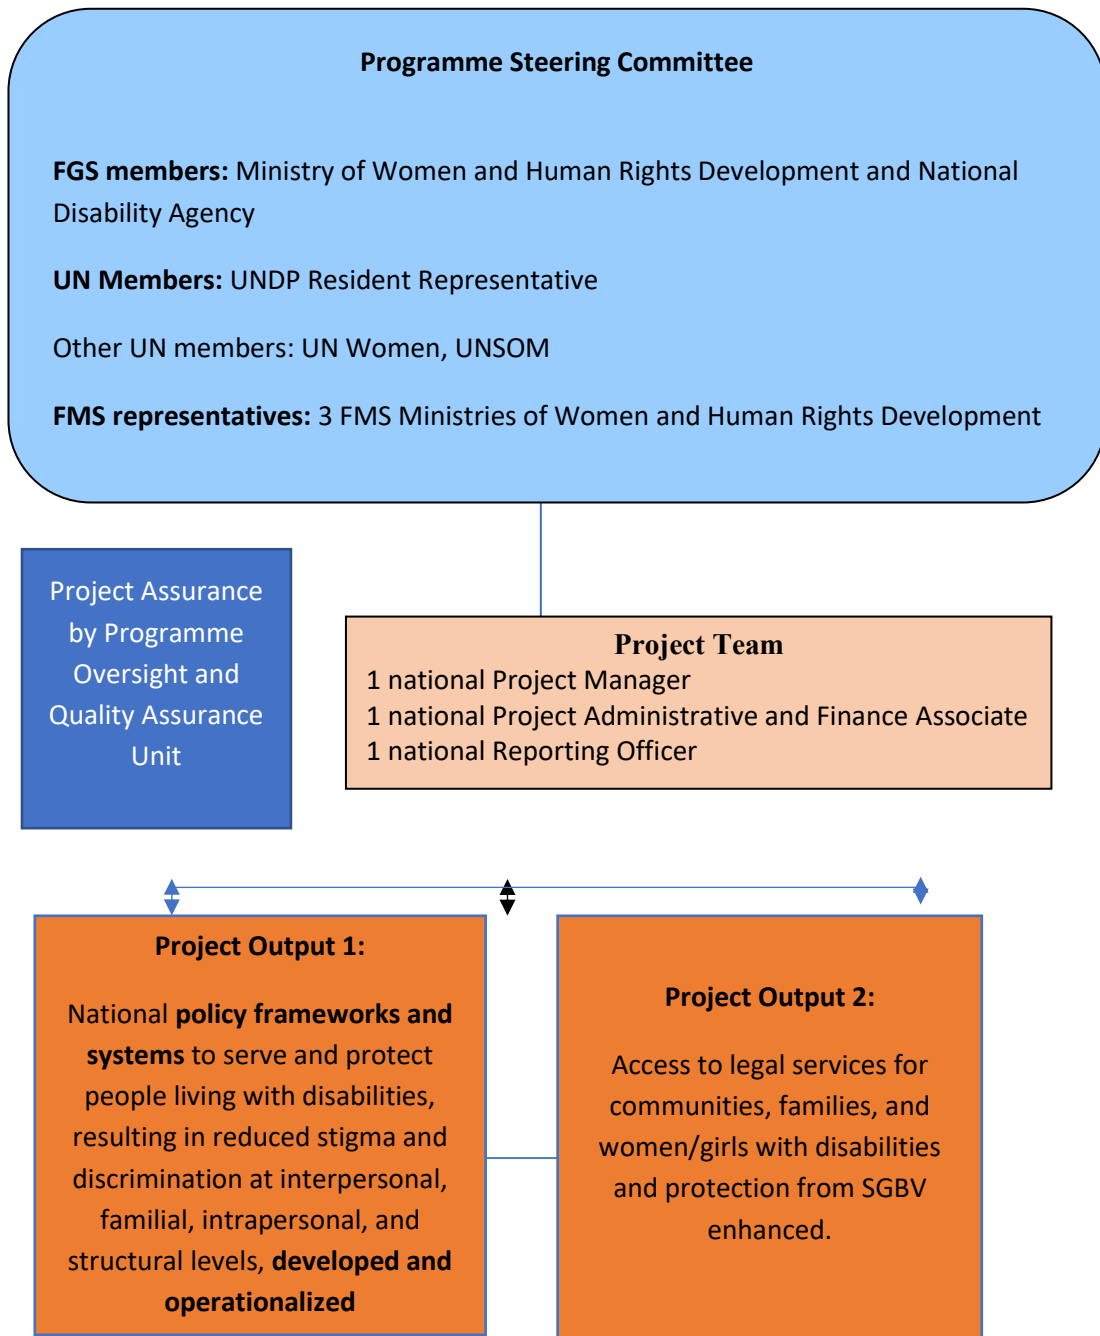 Programme Steering Committee
FGS members: Ministry of Women and Human Rights Development and National
Disability Agency
UN Members: UNDP Resident Representative
Other UN members: UN Women, UNSOM
FMS representatives: 3 FMS Ministries of Women and Human Rights Development
Project Assurance
by Programme
Oversight and
Quality Assurance
Unit
Project Team
1 national Project Manager
1 national Project Administrative and Finance Associate
1 national Reporting Officer
Project Output 1:
National policy frameworks and
systems to serve and protect
people living with disabilities,
resulting in reduced stigma and
discrimination at interpersonal,
familial, intrapersonal, and
structural levels, developed and
operationalized
Project Output 2:
Access to legal services for
communities, families, and
women/girls with disabilities
and protection from SGBV
enhanced.